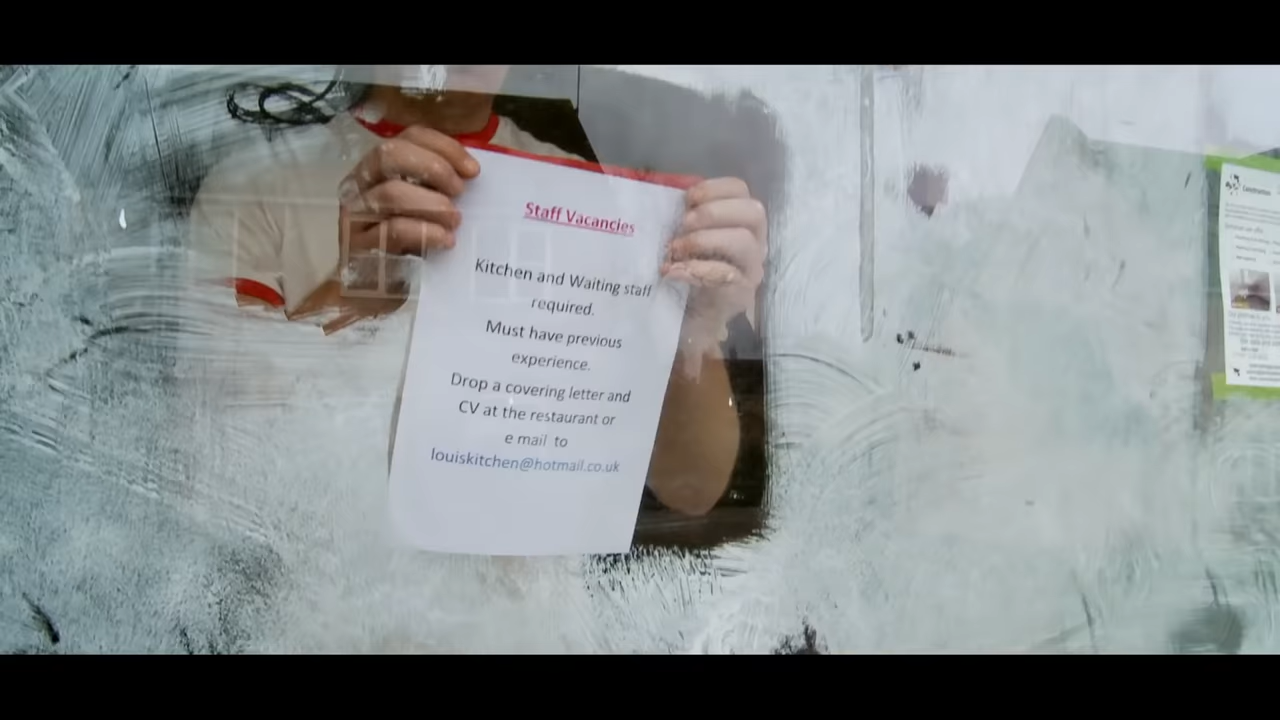 Staff Vacancies
Kitchen and Waiting staff
required.
Must have previous
experience.
Drop a covering letter and
CV at the restaurant or
e mail to
louiskitchen@hotmail.co.uk